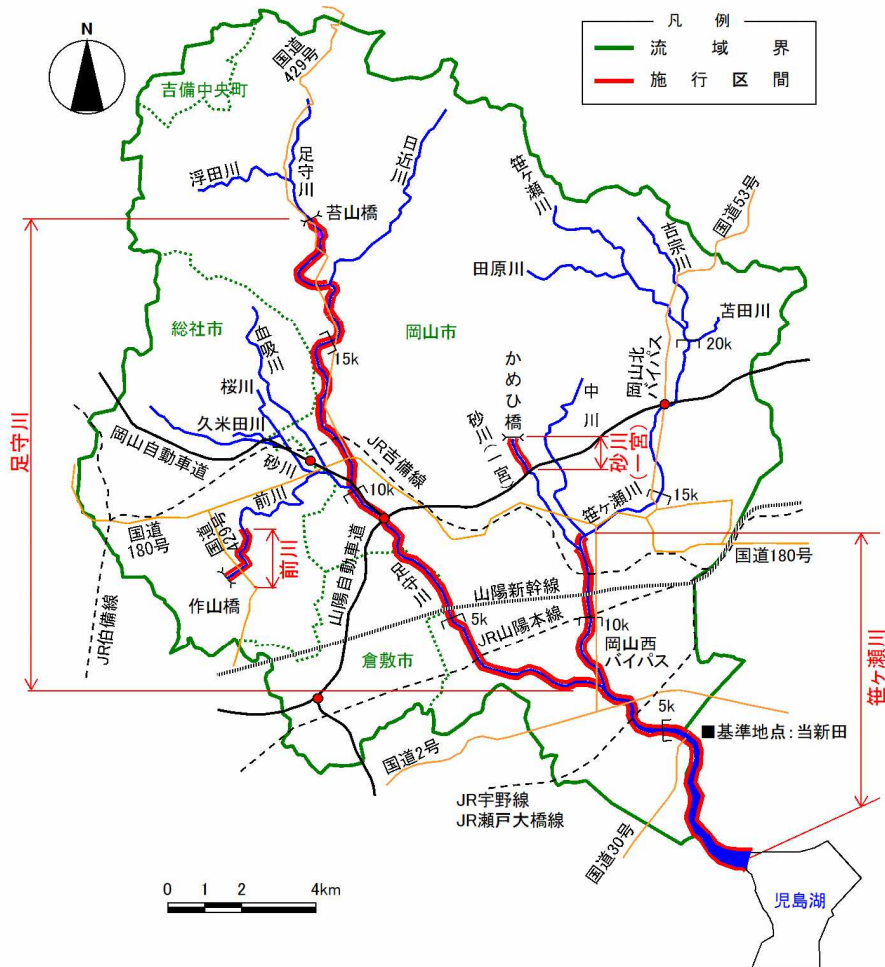 N
凡 例
流 域 界
施 行 区 間
吉備中央町
国道
429号
浮田川
足守川
日近川
笹ヶ瀬川
吉宗川
国道53号
苔山橋
田原川
苫田川
総社市
岡山市
血吸川
15k
20k
桜川
かめひ橋
中川
岡山北
バイパス
久米田川
砂川(一宮)
砂川
(一宮)
足守川
岡山自動車道
砂川
JR吉備線
10k
笹ヶ瀬川
15k
前川
国道
180号
国道
429号
前川
山陽自動車道
足守川
国道180号
作山橋
山陽新幹線
5k
JR山陽本線
10k
JR伯備線
倉敷市
岡山西
バイパス
笹ヶ瀬川
5k
■基準地点:当新田
国道2号
JR宇野線
JR瀬戸大橋線
国道30号
0 1 2 4km
児島湖